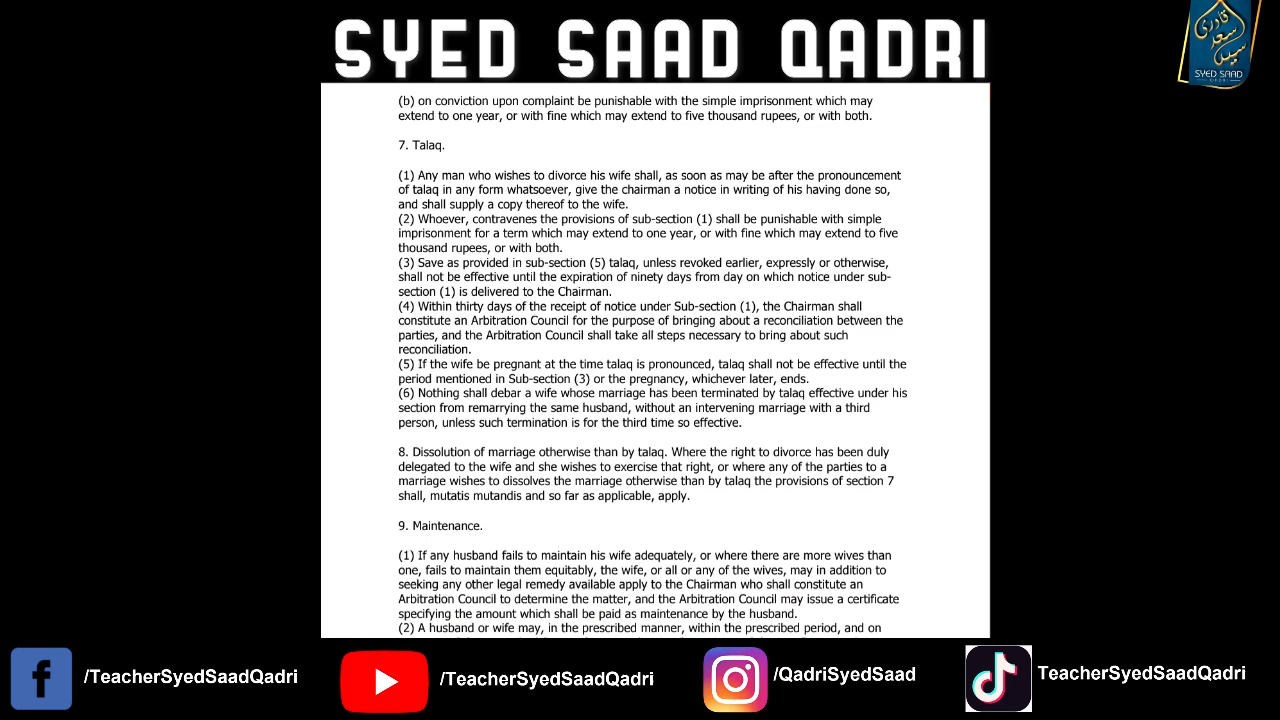 SYED SAAD QADRI
قادری
سعد
سید
SYED SAAD
QADRI
(b) on conviction upon complaint be punishable with the simple imprisonment which may
extend to one year, or with fine which may extend to five thousand rupees, or with both.
7. Talaq.
(1) Any man who wishes to divorce his wife shall, as soon as may be after the pronouncement
of talaq in any form whatsoever, give the chairman a notice in writing of his having done so,
and shall supply a copy thereof to the wife.
(2) Whoever, contravenes the provisions of sub-section (1) shall be punishable with simple
imprisonment for a term which may extend to one year, or with fine which may extend to five
thousand rupees, or with both.
(3) Save as provided in sub-section (5) talaq, unless revoked earlier, expressly or otherwise,
shall not be effective until the expiration of ninety days from day on which notice under sub-
section (1) is delivered to the Chairman.
(4) Within thirty days of the receipt of notice under Sub-section (1), the Chairman shall
constitute an Arbitration Council for the purpose of bringing about a reconciliation between the
parties, and the Arbitration Council shall take all steps necessary to bring about such
reconciliation.
(5) If the wife be pregnant at the time talaq is pronounced, talaq shall not be effective until the
period mentioned in Sub-section (3) or the pregnancy, whichever later, ends.
(6) Nothing shall debar a wife whose marriage has been terminated by talaq effective under his
section from remarrying the same husband, without an intervening marriage with a third
person, unless such termination is for the third time so effective.
8. Dissolution of marriage otherwise than by talaq. Where the right to divorce has been duly
delegated to the wife and she wishes to exercise that right, or where any of the parties to a
marriage wishes to dissolves the marriage otherwise than by talaq the provisions of section 7
shall, mutatis mutandis and so far as applicable, apply.
9. Maintenance.
(1) If any husband fails to maintain his wife adequately, or where there are more wives than
one, fails to maintain them equitably, the wife, or all or any of the wives, may in addition to
seeking any other legal remedy available apply to the Chairman who shall constitute an
Arbitration Council to determine the matter, and the Arbitration Council may issue a certificate
specifying the amount which shall be paid as maintenance by the husband.
(2) A husband or wife may, in the prescribed manner, within the prescribed period, and on
/TeacherSyedSaadQadri
/TeacherSyedSaadQadri
/QadriSyedSaad
TeacherSyedSaadQadri